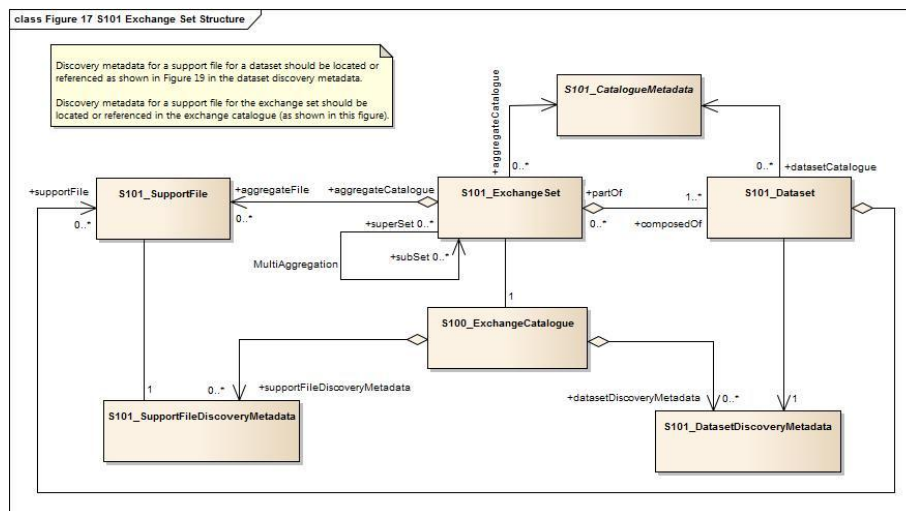 class Figure 17 S101 Exchange Set Structure
Discovery metadata for a support file for a dataset should be located or
referenced as shown in Figure 19 in the dataset discovery metadata.
Discovery metadata for a support file for the exchange set should be
located or referenced in the exchange catalogue (as shown in this figure).
S101_CatalogueMetadata
+aggregateCatalogue
0..*
0..*
+datasetCatalogue
+supportFile
0..*
S101_SupportFile
+aggregateFile
0..*
+aggregateCatalogue
S101_ExchangeSet
+partOf
0..*
1..*
+composedOf
S101_Dataset
+superSet 0..*
+subSet 0..*
MultiAggregation
1
S100_ExchangeCatalogue
1
0..*
+supportFileDiscoveryMetadata
+datasetDiscoveryMetadata
0..*
1
S101_SupportFileDiscoveryMetadata
S101_DatasetDiscoveryMetadata